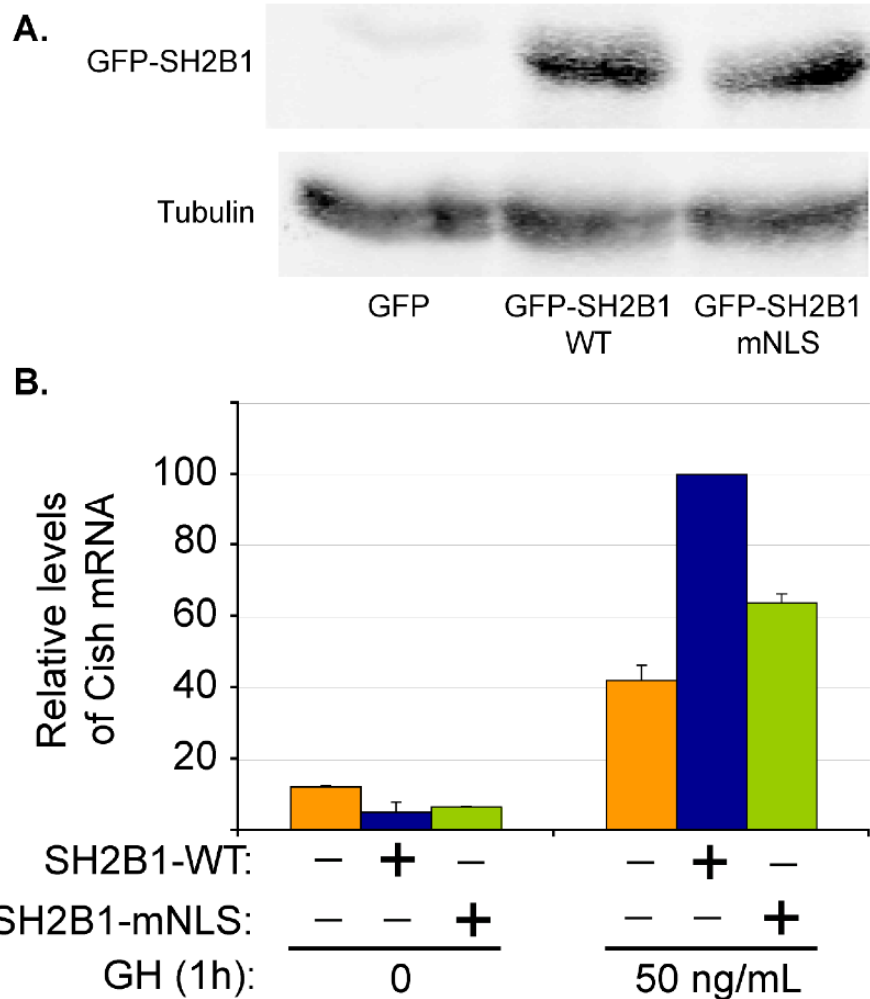 A.
GFP-SH2B1
Tubulin
GFP GFP-SH2B1 WT GFP-SH2B1 mNLS
B.
Relative levels
of Cish mRNA
100
80
60
40
20
SH2B1-WT: – + – – + –
SH2B1-mNLS: – – + – – +
GH (1h): 0 50 ng/mL